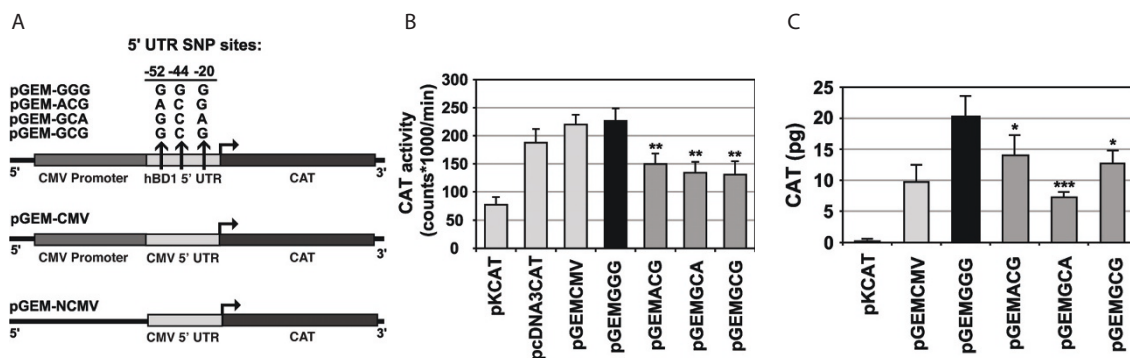 A
5' UTR SNP sites:
-52 -44 -20
pGEM-GGG G G G
pGEM-ACG A C G
pGEM-GCA G C A
pGEM-GCG G C G
5' 3'
CMV Promoter hBD1 5' UTR CAT
pGEM-CMV
5' 3'
CMV Promoter CMV 5' UTR CAT
pGEM-NCMV
5' 3'
CMV 5' UTR CAT
B
CAT activity
(counts*1000/min)
300
250
200
150
100
50
0
** ** **
pKCAT
pcDNA3CAT
pGEMCMV
pGEMGGG
pGEMACG
pGEMGCA
pGEMGCG
C
CAT (pg)
25
20
15
10
5
0
* *** *
pKCAT
pGEMCMV
pGEMGGG
pGEMACG
pGEMGCA
pGEMGCG